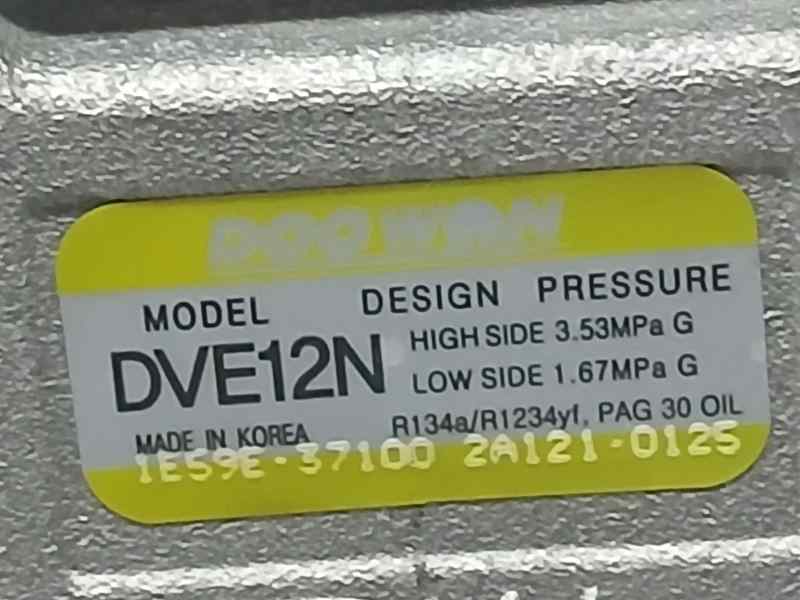 DOOWON
MODEL DESIGN PRESSURE
DVE12N HIGH SIDE 3.53MPa G
LOW SIDE 1.67MPa G
MADE IN KOREA R134a/R1234yf, PAG 30 OIL
1E59E-37100 2A121-0125